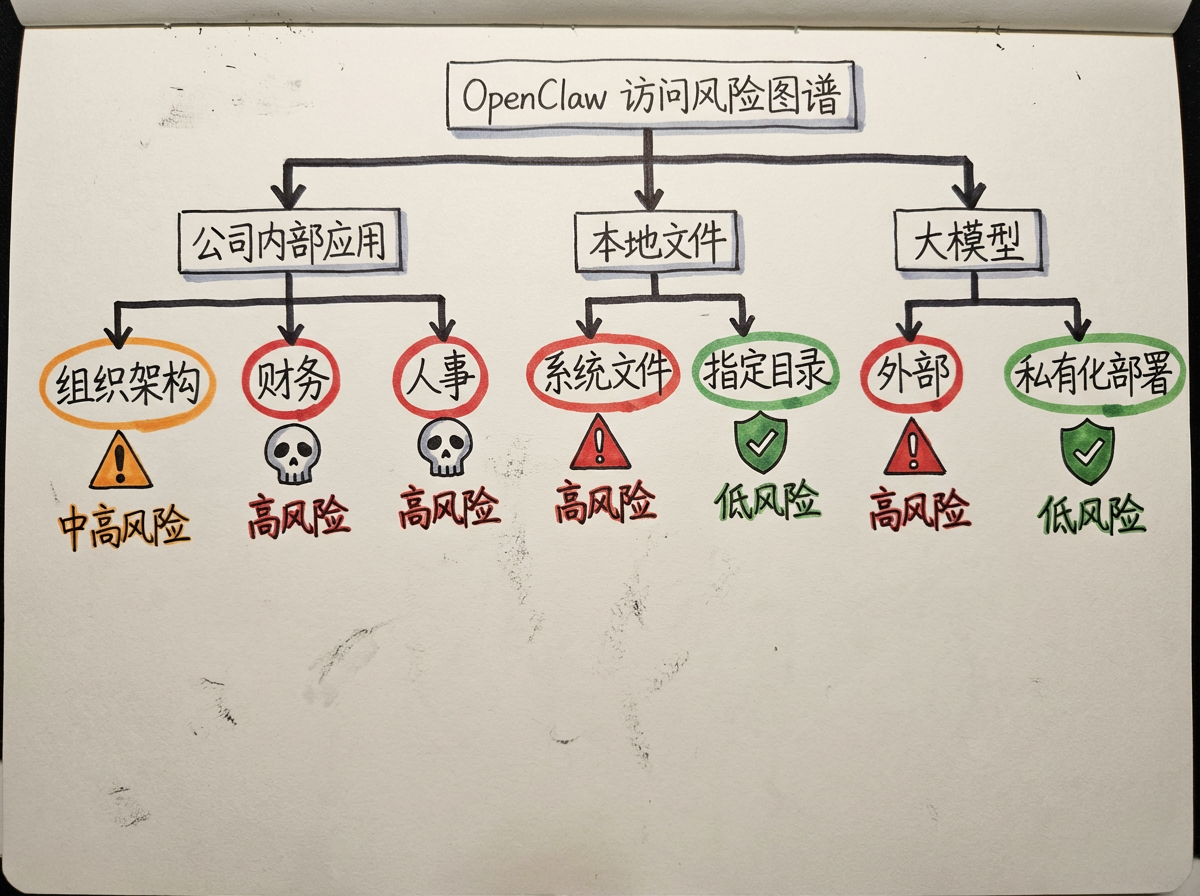 OpenClaw 访问风险图谱
公司内部应用
本地文件
大模型
组织架构
财务
人事
系统文件
指定目录
外部
私有化部署
中高风险
高风险
高风险
高风险
低风险
高风险
低风险